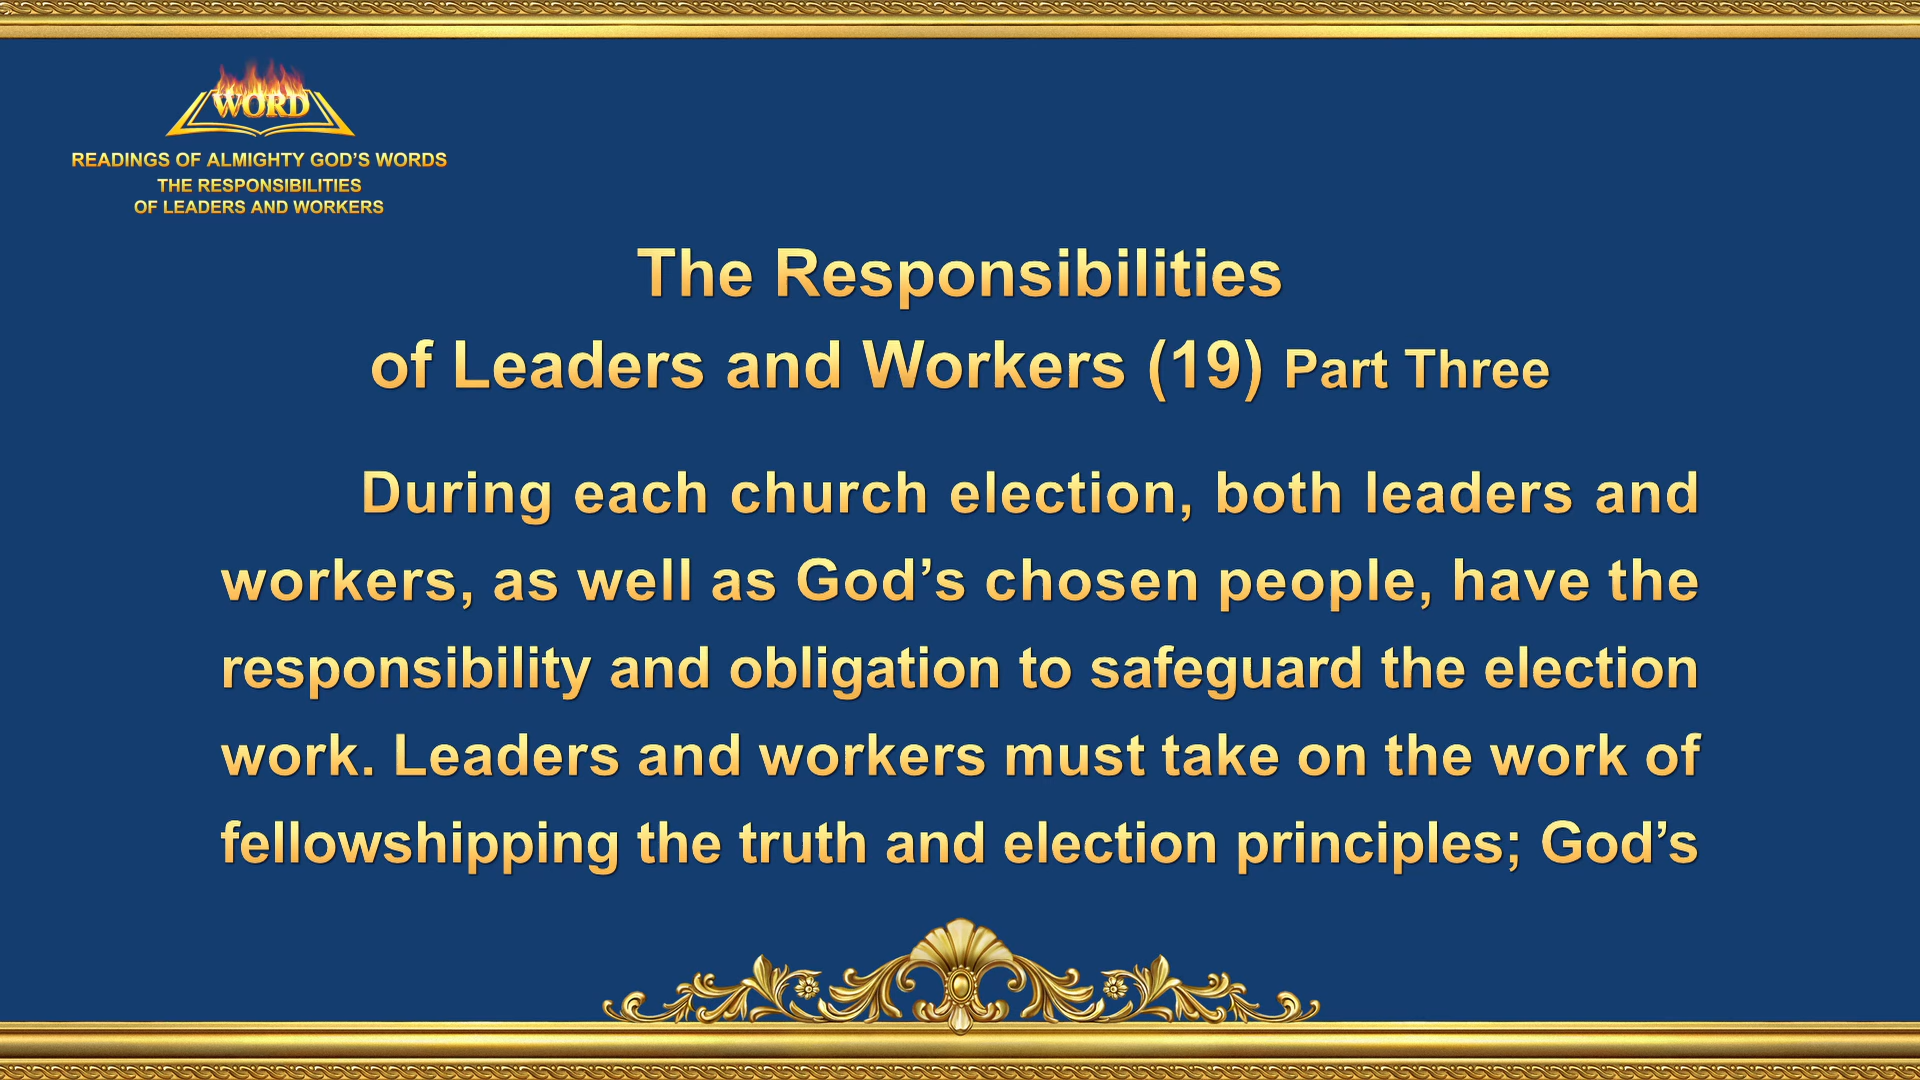 WORD
READINGS OF ALMIGHTY GOD’S WORDS
THE RESPONSIBILITIES
OF LEADERS AND WORKERS
The Responsibilities
of Leaders and Workers (19) Part Three
During each church election, both leaders and
workers, as well as God’s chosen people, have the
responsibility and obligation to safeguard the election
work. Leaders and workers must take on the work of
fellowshipping the truth and election principles; God’s